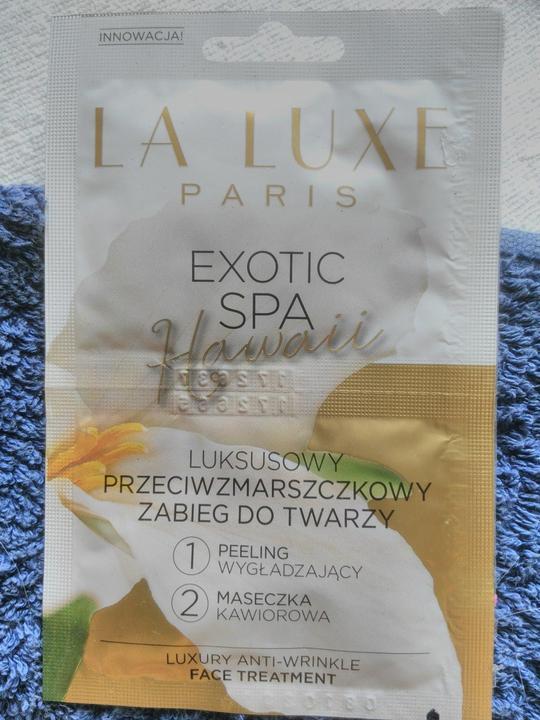 INNOWACJA!
LA LUXE
PARIS
EXOTIC
SPA
Hawaii
LUKSUSOWY
PRZECIWZMARSZCZKOWY
ZABIEG DO TWARZY
1 PEELING
WYGŁADZAJĄCY
2 MASECZKA
KAWIOROWA
LUXURY ANTI-WRINKLE
FACE TREATMENT